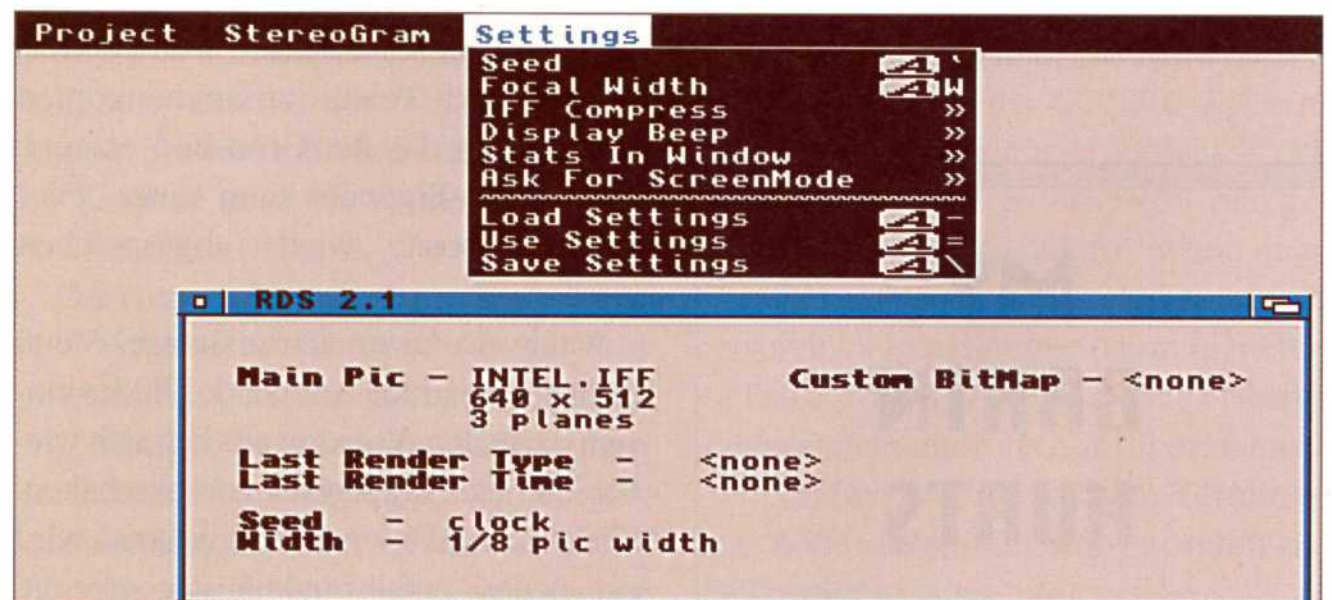 Project StereoGram Settings
Seed `
Focal Width W
IFF Compress »
Display Beep »
Stats In Window »
Ask For ScreenMode »
Load Settings -
Use Settings =
Save Settings \
RDS 2.1
Main Pic - INTEL.IFF Custom BitMap - <none>
640 x 512
3 planes
Last Render Type - <none>
Last Render Time - <none>
Seed - clock
Width - 1/8 pic width